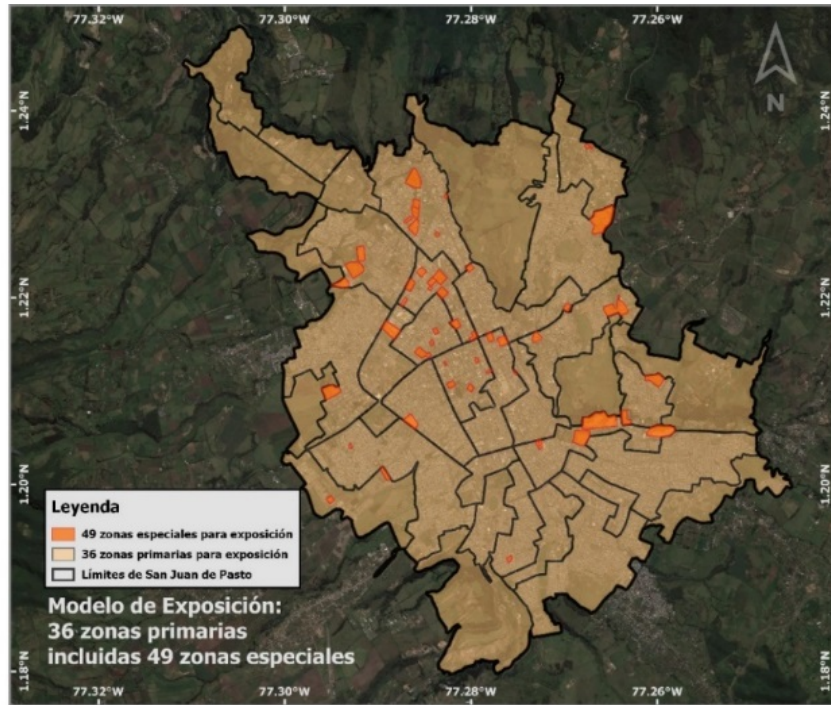 77.32°W 77.30°W 77.28°W 77.26°W
1.24°N 1.24°N
N
1.22°N 1.22°N
1.20°N 1.20°N
Leyenda
49 zonas especiales para exposición
36 zonas primarias para exposición
Límites de San Juan de Pasto
Modelo de Exposición:
36 zonas primarias
incluidas 49 zonas especiales
1.18°N 1.18°N
77.32°W 77.30°W 77.28°W 77.26°W